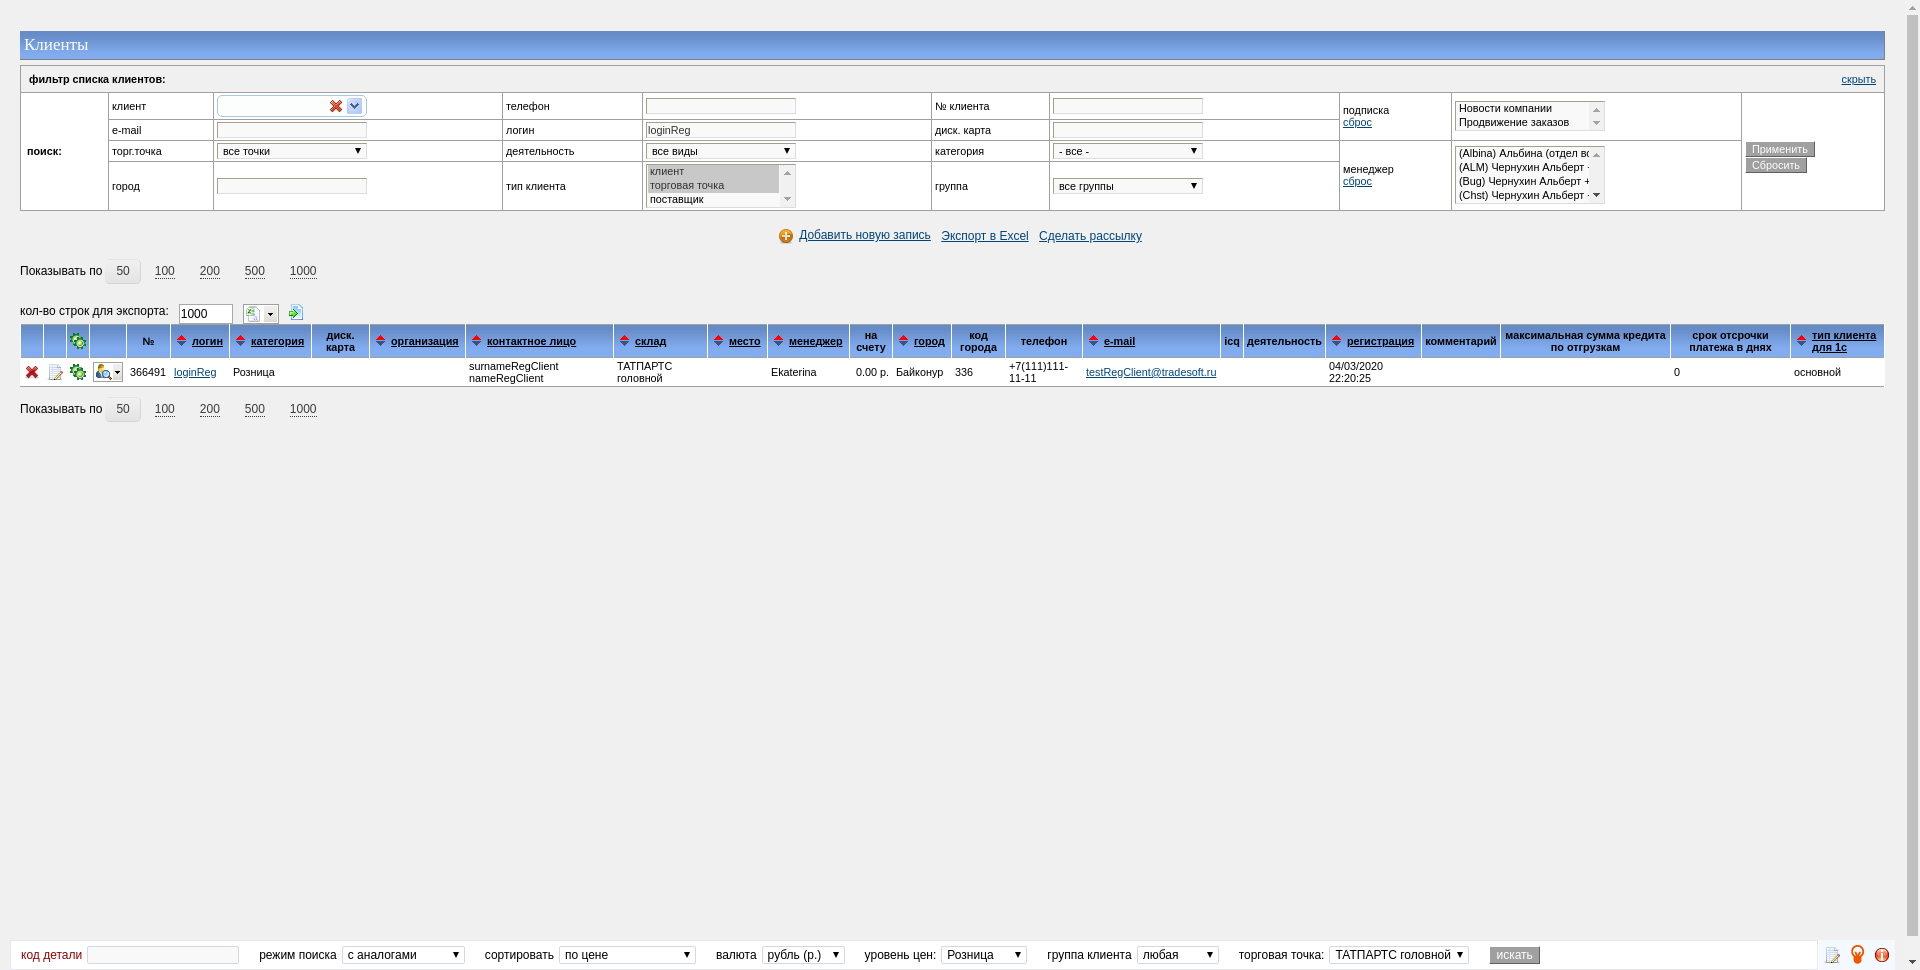 Клиенты
фильтр списка клиентов: скрыть
поиск: клиент телефон № клиента подписка сброс Новости компании Продвижение заказов Применить Сбросить
e-mail логин loginReg диск. карта
торг.точка все точки деятельность все виды категория - все - менеджер сброс (Albina) Альбина (отдел вс (ALM) Чернухин Альберт (Bug) Чернухин Альберт + (Chst) Чернухин Альберт
город тип клиента клиент торговая точка поставщик группа все группы
Добавить новую запись Экспорт в Excel Сделать рассылку
Показывать по 50 100 200 500 1000
кол-во строк для экспорта: 1000
№ логин категория диск. карта организация контактное лицо склад место менеджер на счету город код города телефон e-mail icq деятельность регистрация комментарий максимальная сумма кредита по отгрузкам срок отсрочки платежа в днях тип клиента для 1с
366491 loginReg Розница surnameRegClient nameRegClient ТАТПАРТС головной Ekaterina 0.00 р. Байконур 336 +7(111)111-11-11 testRegClient@tradesoft.ru 04/03/2020 22:20:25 0 основной
Показывать по 50 100 200 500 1000
код детали режим поиска с аналогами сортировать по цене валюта рубль (р.) уровень цен: Розница группа клиента любая торговая точка: ТАТПАРТС головной искать